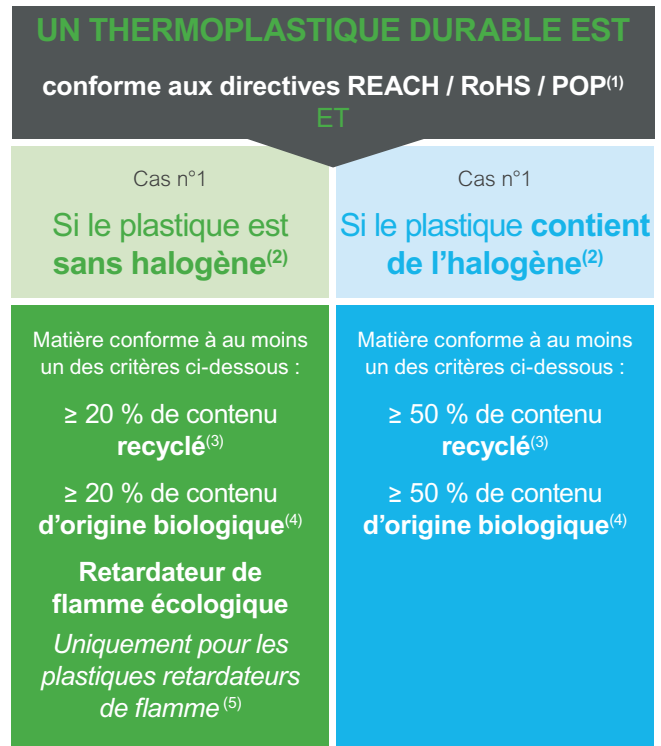 UN THERMOPLASTIQUE DURABLE EST
conforme aux directives REACH / RoHS / POP(1)
ET
Cas n°1
Si le plastique est
sans halogène(2)
Matière conforme à au moins
un des critères ci-dessous :
≥ 20 % de contenu
recyclé(3)
≥ 20 % de contenu
d'origine biologique(4)
Retardateur de
flamme écologique
Uniquement pour les
plastiques retardateurs
de flamme (5)
Cas n°1
Si le plastique contient
de l'halogène(2)
Matière conforme à au moins
un des critères ci-dessous :
≥ 50 % de contenu
recyclé(3)
≥ 50 % de contenu
d'origine biologique(4)